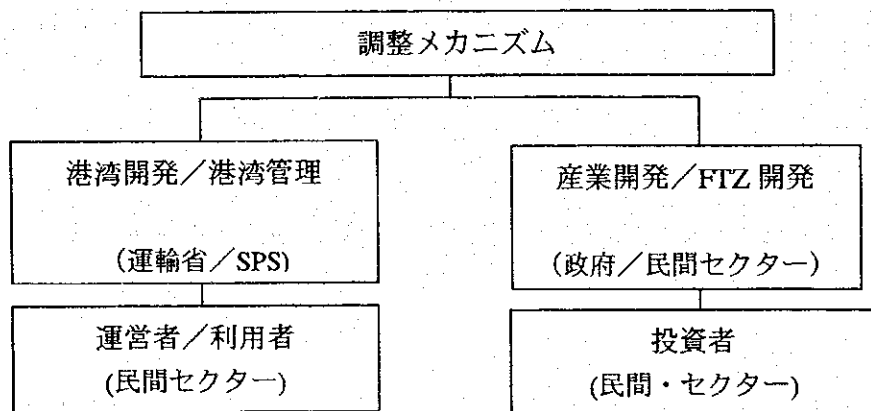 調整メカニズム
港湾開発／港湾管理
（運輸省／SPS)
産業開発／FTZ 開発
（政府／民間セクター）
運営者／利用者
(民間セクター)
投資者
(民間・セクター)